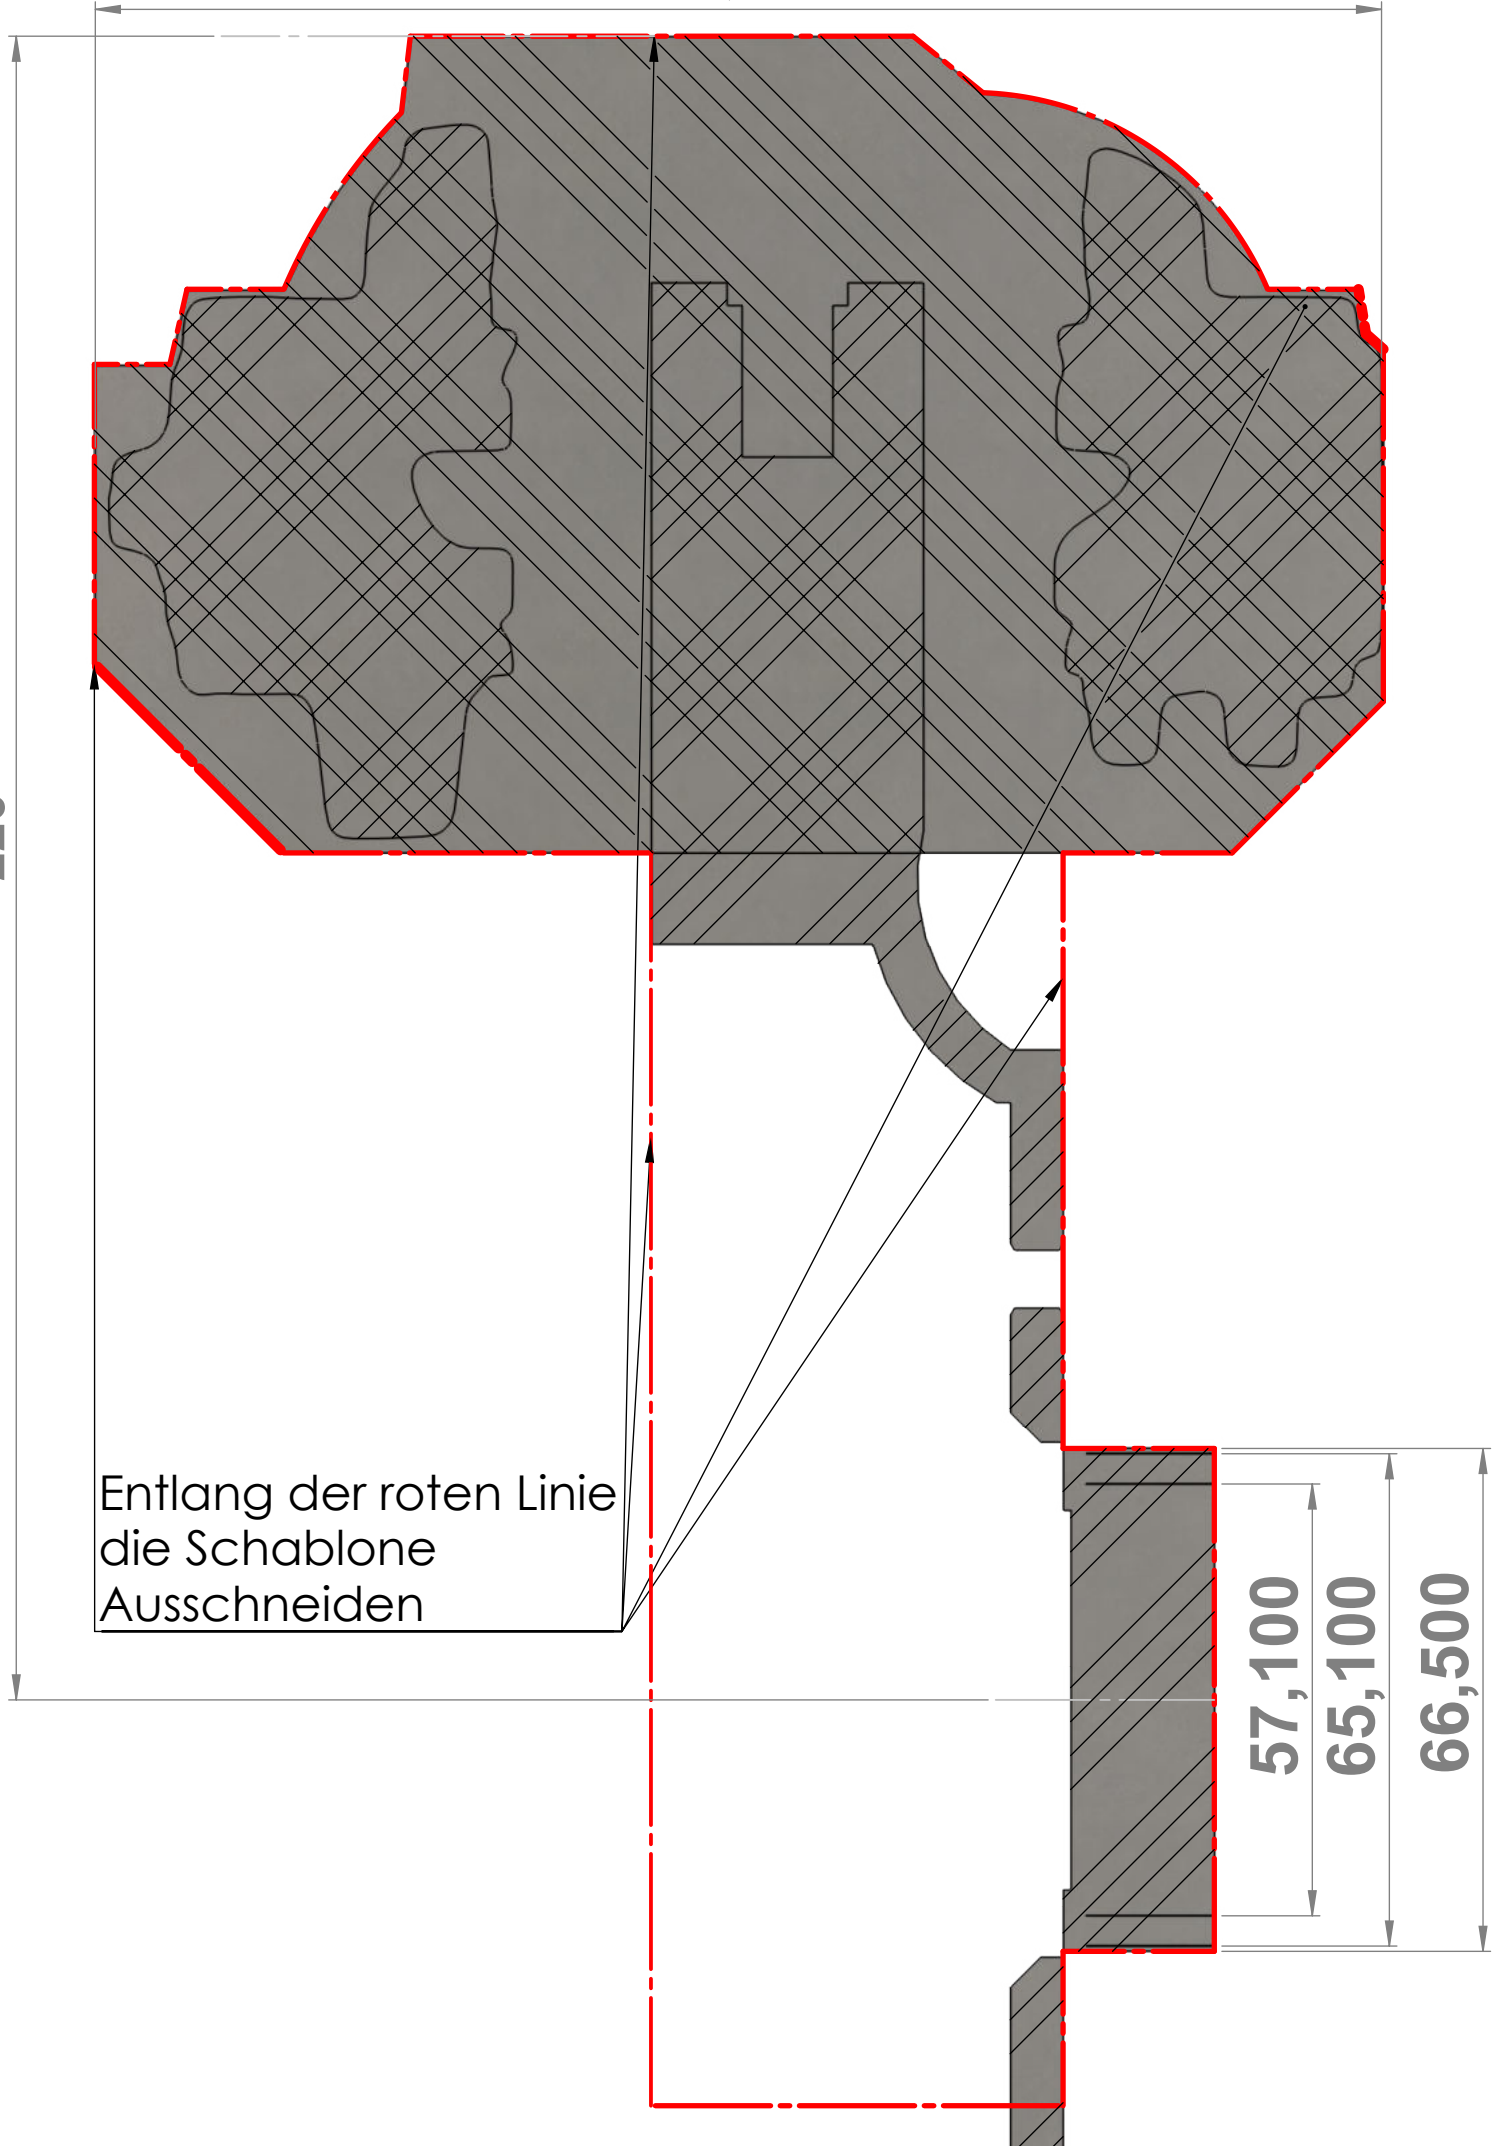 Entlang der roten Linie
die Schablone
Ausschneiden
57,100
65,100
66,500